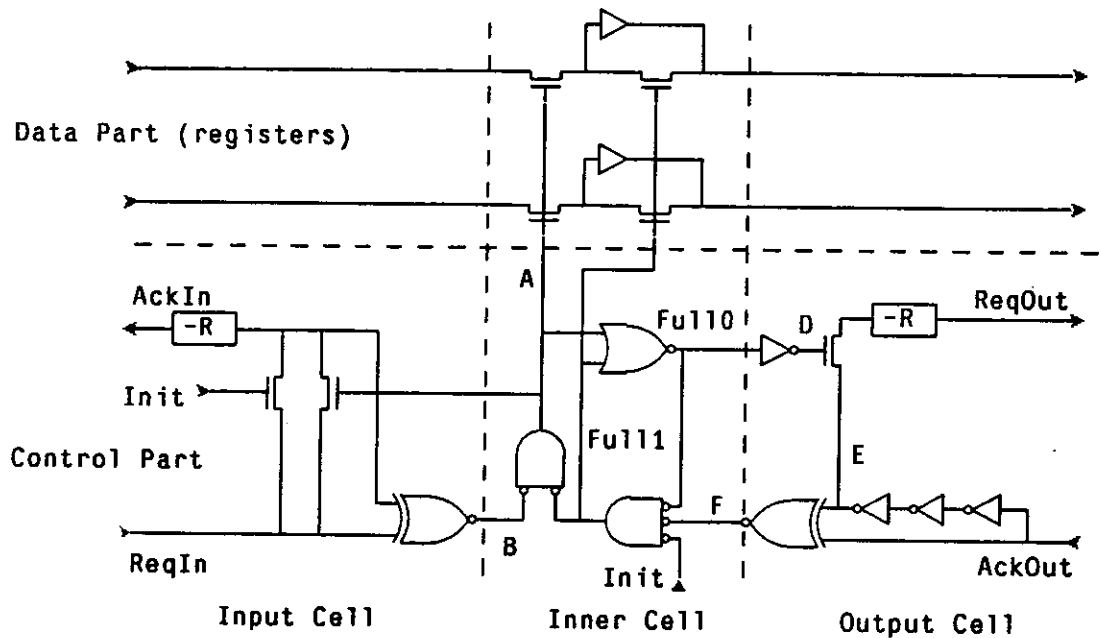 Data Part (registers)
A
AckIn
-R
Full0
D
-R
ReqOut
Init
Full1
E
Control Part
F
B
ReqIn
Init
AckOut
Input Cell
Inner Cell
Output Cell